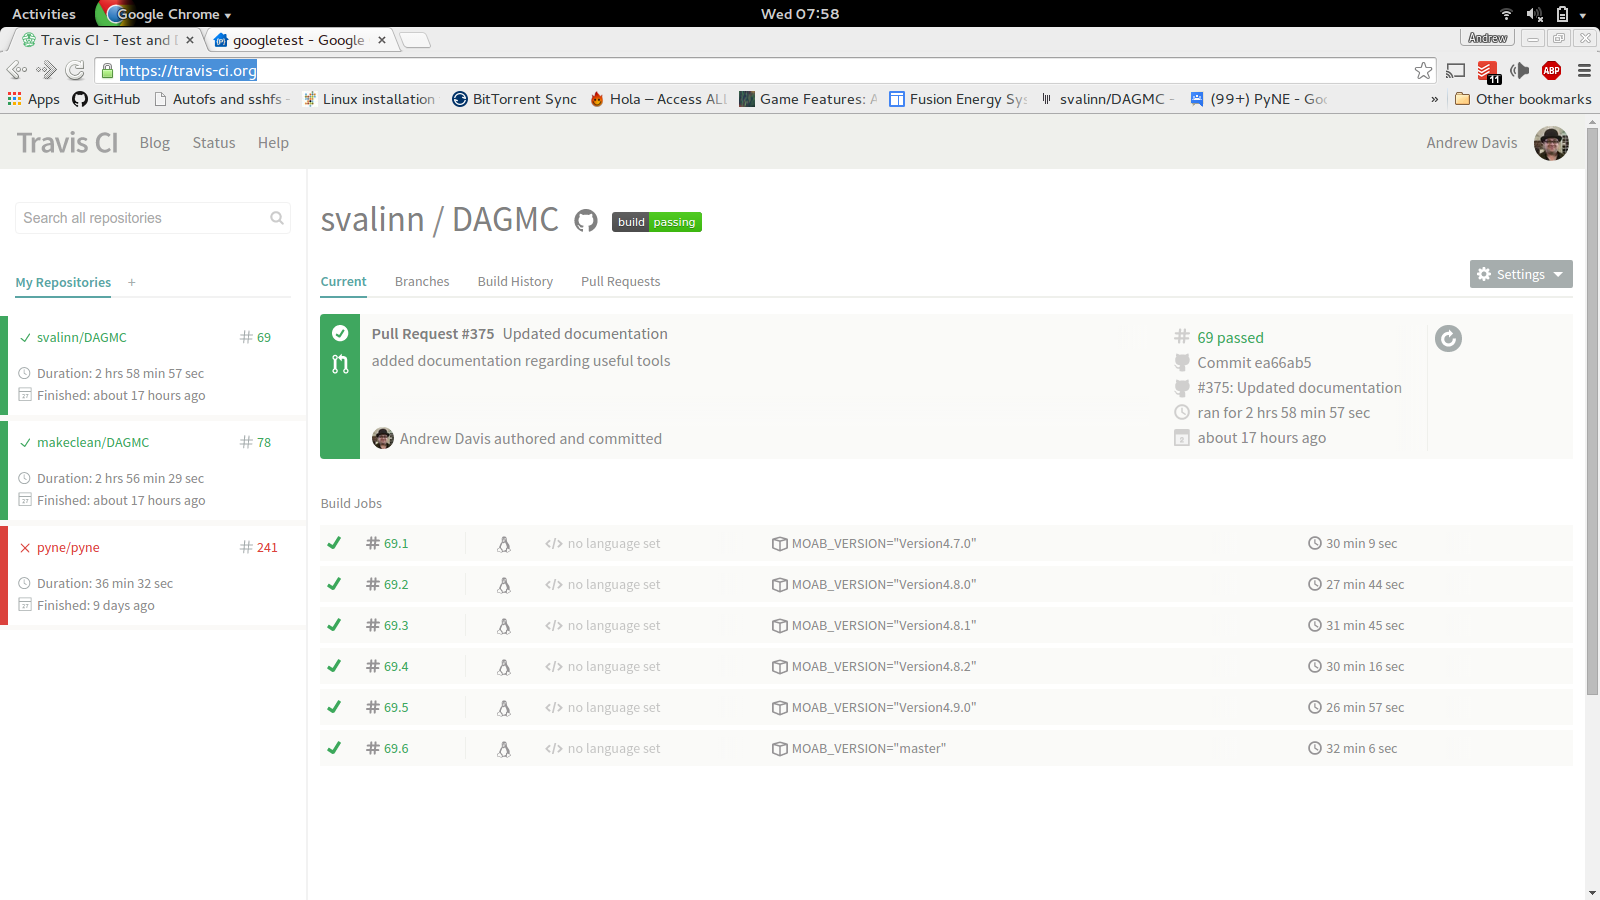 Activities Google Chrome Wed 07:58
Travis CI - Test and D googletest - Google Andrew
https://travis-ci.org 11 ABP
Apps GitHub Autofs and sshfs - Linux installation BitTorrent Sync Hola — Access ALL Game Features: A Fusion Energy Sys svalinn/DAGMC - (99+) PyNE - Goo » Other bookmarks
Travis CI Blog Status Help Andrew Davis
Search all repositories
svalinn / DAGMC build passing
My Repositories +
Current Branches Build History Pull Requests Settings
svalinn/DAGMC # 69
Duration: 2 hrs 58 min 57 sec
Finished: about 17 hours ago
makeclean/DAGMC # 78
Duration: 2 hrs 56 min 29 sec
Finished: about 17 hours ago
pyne/pyne # 241
Duration: 36 min 32 sec
Finished: 9 days ago
Pull Request #375 Updated documentation
added documentation regarding useful tools
Andrew Davis authored and committed
# 69 passed
Commit ea66ab5
#375: Updated documentation
ran for 2 hrs 58 min 57 sec
about 17 hours ago
Build Jobs
# 69.1 </> no language set MOAB_VERSION="Version4.7.0" 30 min 9 sec
# 69.2 </> no language set MOAB_VERSION="Version4.8.0" 27 min 44 sec
# 69.3 </> no language set MOAB_VERSION="Version4.8.1" 31 min 45 sec
# 69.4 </> no language set MOAB_VERSION="Version4.8.2" 30 min 16 sec
# 69.5 </> no language set MOAB_VERSION="Version4.9.0" 26 min 57 sec
# 69.6 </> no language set MOAB_VERSION="master" 32 min 6 sec